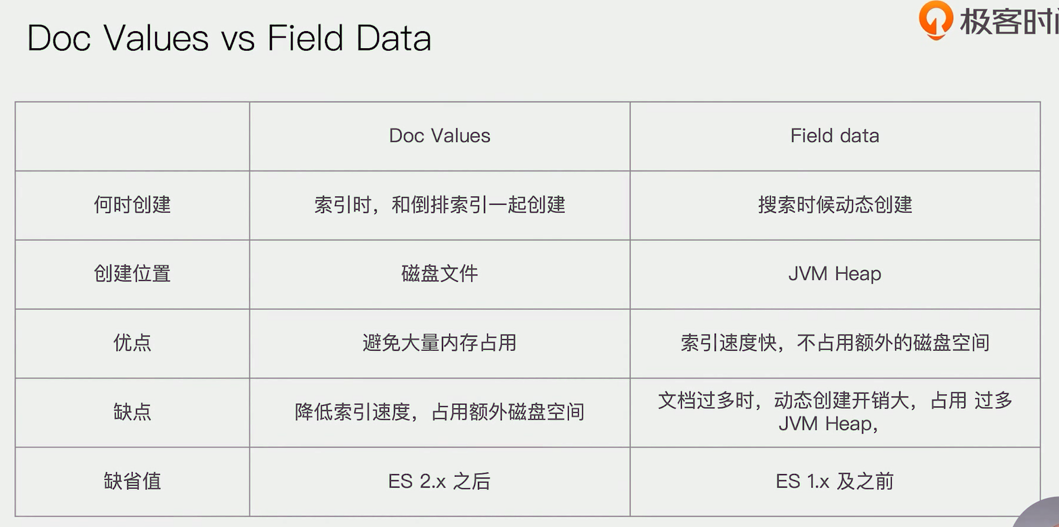 Doc Values vs Field Data
极客时间
Doc Values
Field data
何时创建
索引时，和倒排索引一起创建
搜索时候动态创建
创建位置
磁盘文件
JVM Heap
优点
避免大量内存占用
索引速度快，不占用额外的磁盘空间
缺点
降低索引速度，占用额外磁盘空间
文档过多时，动态创建开销大，占用 过多
JVM Heap，
缺省值
ES 2.x 之后
ES 1.x 及之前